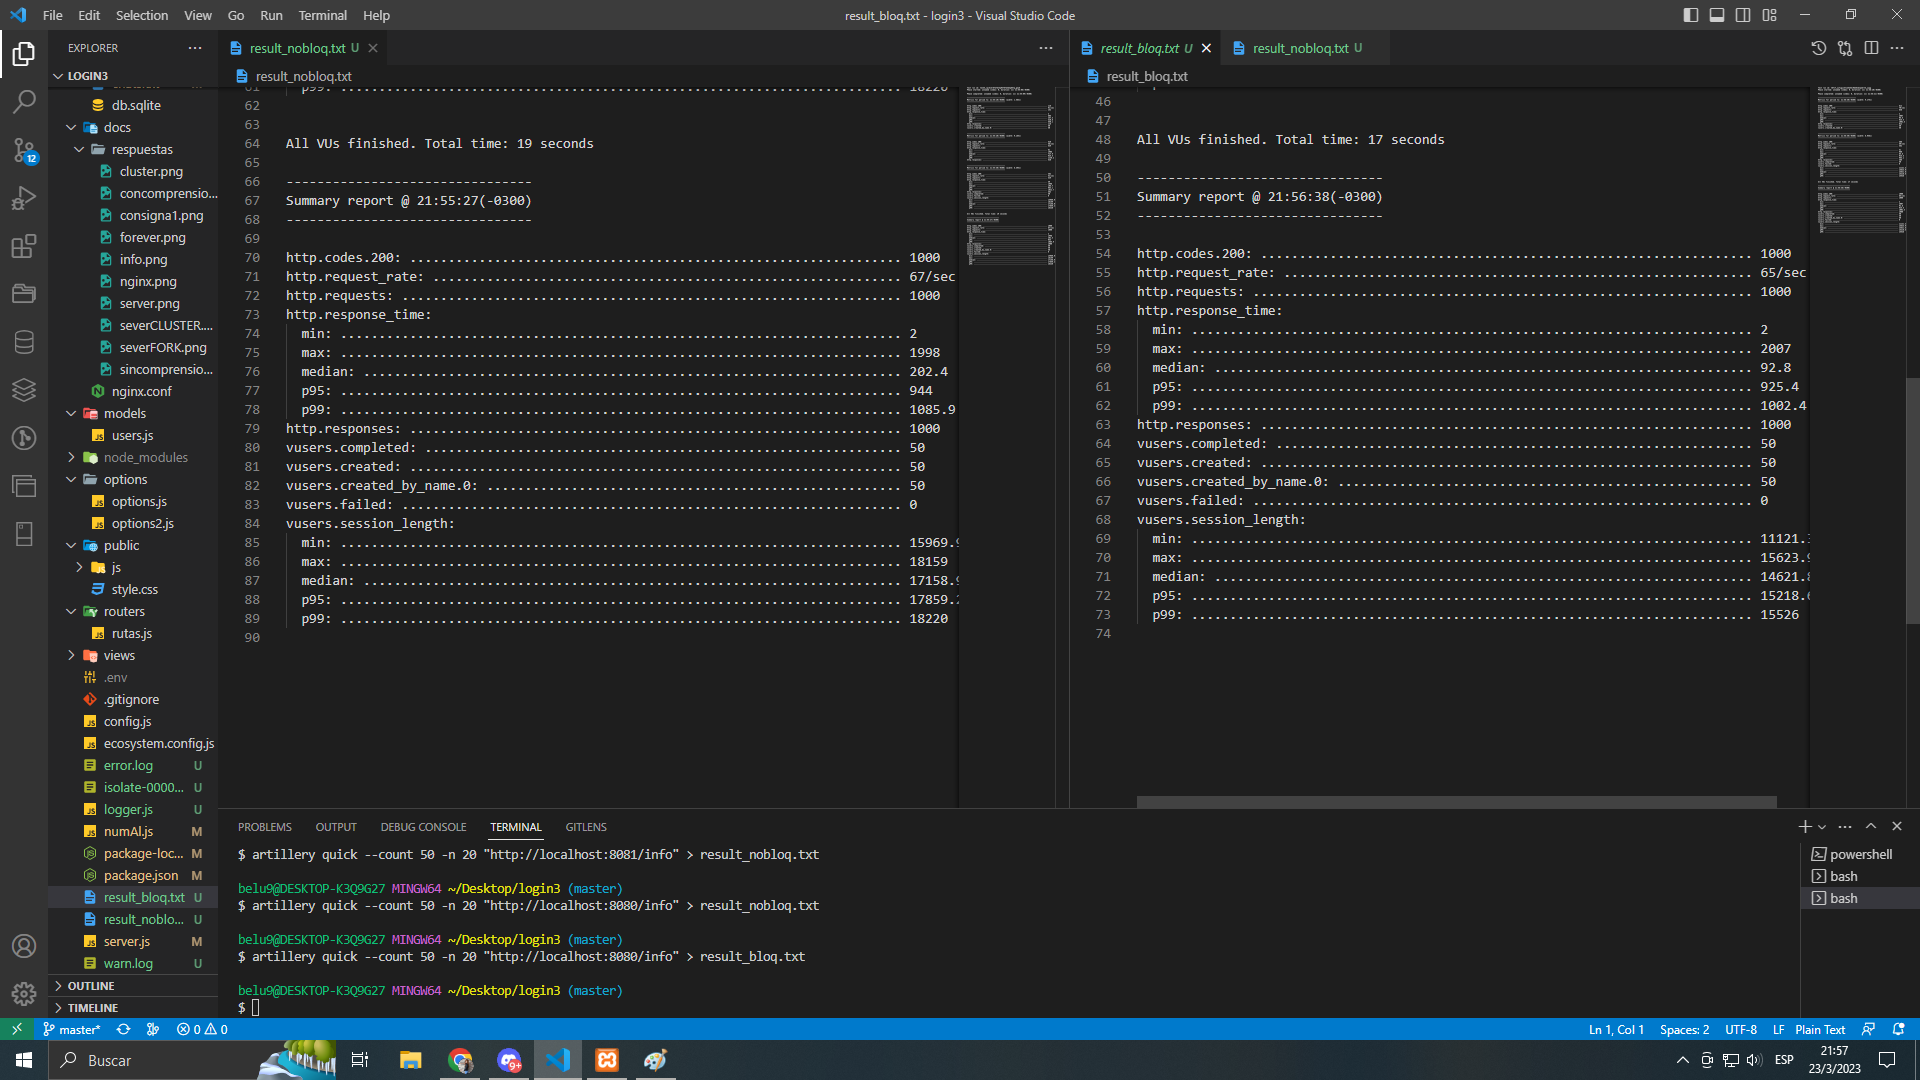 File Edit Selection View Go Run Terminal Help
result_bloq.txt - login3 - Visual Studio Code
EXPLORER
LOGIN3
db.sqlite
docs
respuestas
cluster.png
concomprensio...
consigna1.png
forever.png
info.png
nginx.png
server.png
severCLUSTER....
severFORK.png
sincomprensio...
nginx.conf
models
users.js
node_modules
options
options.js
options2.js
public
js
style.css
routers
rutas.js
views
.env
.gitignore
config.js
ecosystem.config.js
error.log U
isolate-0000... U
logger.js U
numAl.js M
package-loc... M
package.json M
result_bloq.txt U
result_noblo... U
server.js M
warn.log U
OUTLINE
TIMELINE
12
result_nobloq.txt U
result_nobloq.txt
61 p99: ......................................................................... 18220
62
63
64 All VUs finished. Total time: 19 seconds
65
66 --------------------------------
67 Summary report @ 21:55:27(-0300)
68 --------------------------------
69
70 http.codes.200: ................................................................ 1000
71 http.request_rate: ............................................................. 67/sec
72 http.requests: ................................................................. 1000
73 http.response_time:
74 min: ......................................................................... 2
75 max: ......................................................................... 1998
76 median: ...................................................................... 202.4
77 p95: ......................................................................... 944
78 p99: ......................................................................... 1085.9
79 http.responses: ................................................................ 1000
80 vusers.completed: .............................................................. 50
81 vusers.created: ................................................................ 50
82 vusers.created_by_name.0: ...................................................... 50
83 vusers.failed: ................................................................. 0
84 vusers.session_length:
85 min: ......................................................................... 15969.9
86 max: ......................................................................... 18159
87 median: ...................................................................... 17158.9
88 p95: ......................................................................... 17859.2
89 p99: ......................................................................... 18220
90
result_bloq.txt U
result_nobloq.txt U
result_bloq.txt
46
47
48 All VUs finished. Total time: 17 seconds
49
50 --------------------------------
51 Summary report @ 21:56:38(-0300)
52 --------------------------------
53
54 http.codes.200: ................................................................ 1000
55 http.request_rate: ............................................................. 65/sec
56 http.requests: ................................................................. 1000
57 http.response_time:
58 min: ......................................................................... 2
59 max: ......................................................................... 2007
60 median: ...................................................................... 92.8
61 p95: ......................................................................... 925.4
62 p99: ......................................................................... 1002.4
63 http.responses: ................................................................ 1000
64 vusers.completed: .............................................................. 50
65 vusers.created: ................................................................ 50
66 vusers.created_by_name.0: ...................................................... 50
67 vusers.failed: ................................................................. 0
68 vusers.session_length:
69 min: ......................................................................... 11121.3
70 max: ......................................................................... 15623.9
71 median: ...................................................................... 14621.8
72 p95: ......................................................................... 15218.6
73 p99: ......................................................................... 15526
74
PROBLEMS OUTPUT DEBUG CONSOLE TERMINAL GITLENS
$ artillery quick --count 50 -n 20 "http://localhost:8081/info" > result_nobloq.txt
belu9@DESKTOP-K3Q9G27 MINGW64 ~/Desktop/login3 (master)
$ artillery quick --count 50 -n 20 "http://localhost:8080/info" > result_nobloq.txt
belu9@DESKTOP-K3Q9G27 MINGW64 ~/Desktop/login3 (master)
$ artillery quick --count 50 -n 20 "http://localhost:8080/info" > result_bloq.txt
belu9@DESKTOP-K3Q9G27 MINGW64 ~/Desktop/login3 (master)
$
powershell
bash
bash
master* 0 0
Ln 1, Col 1 Spaces: 2 UTF-8 LF Plain Text
Buscar
9+
ESP
21:57
23/3/2023